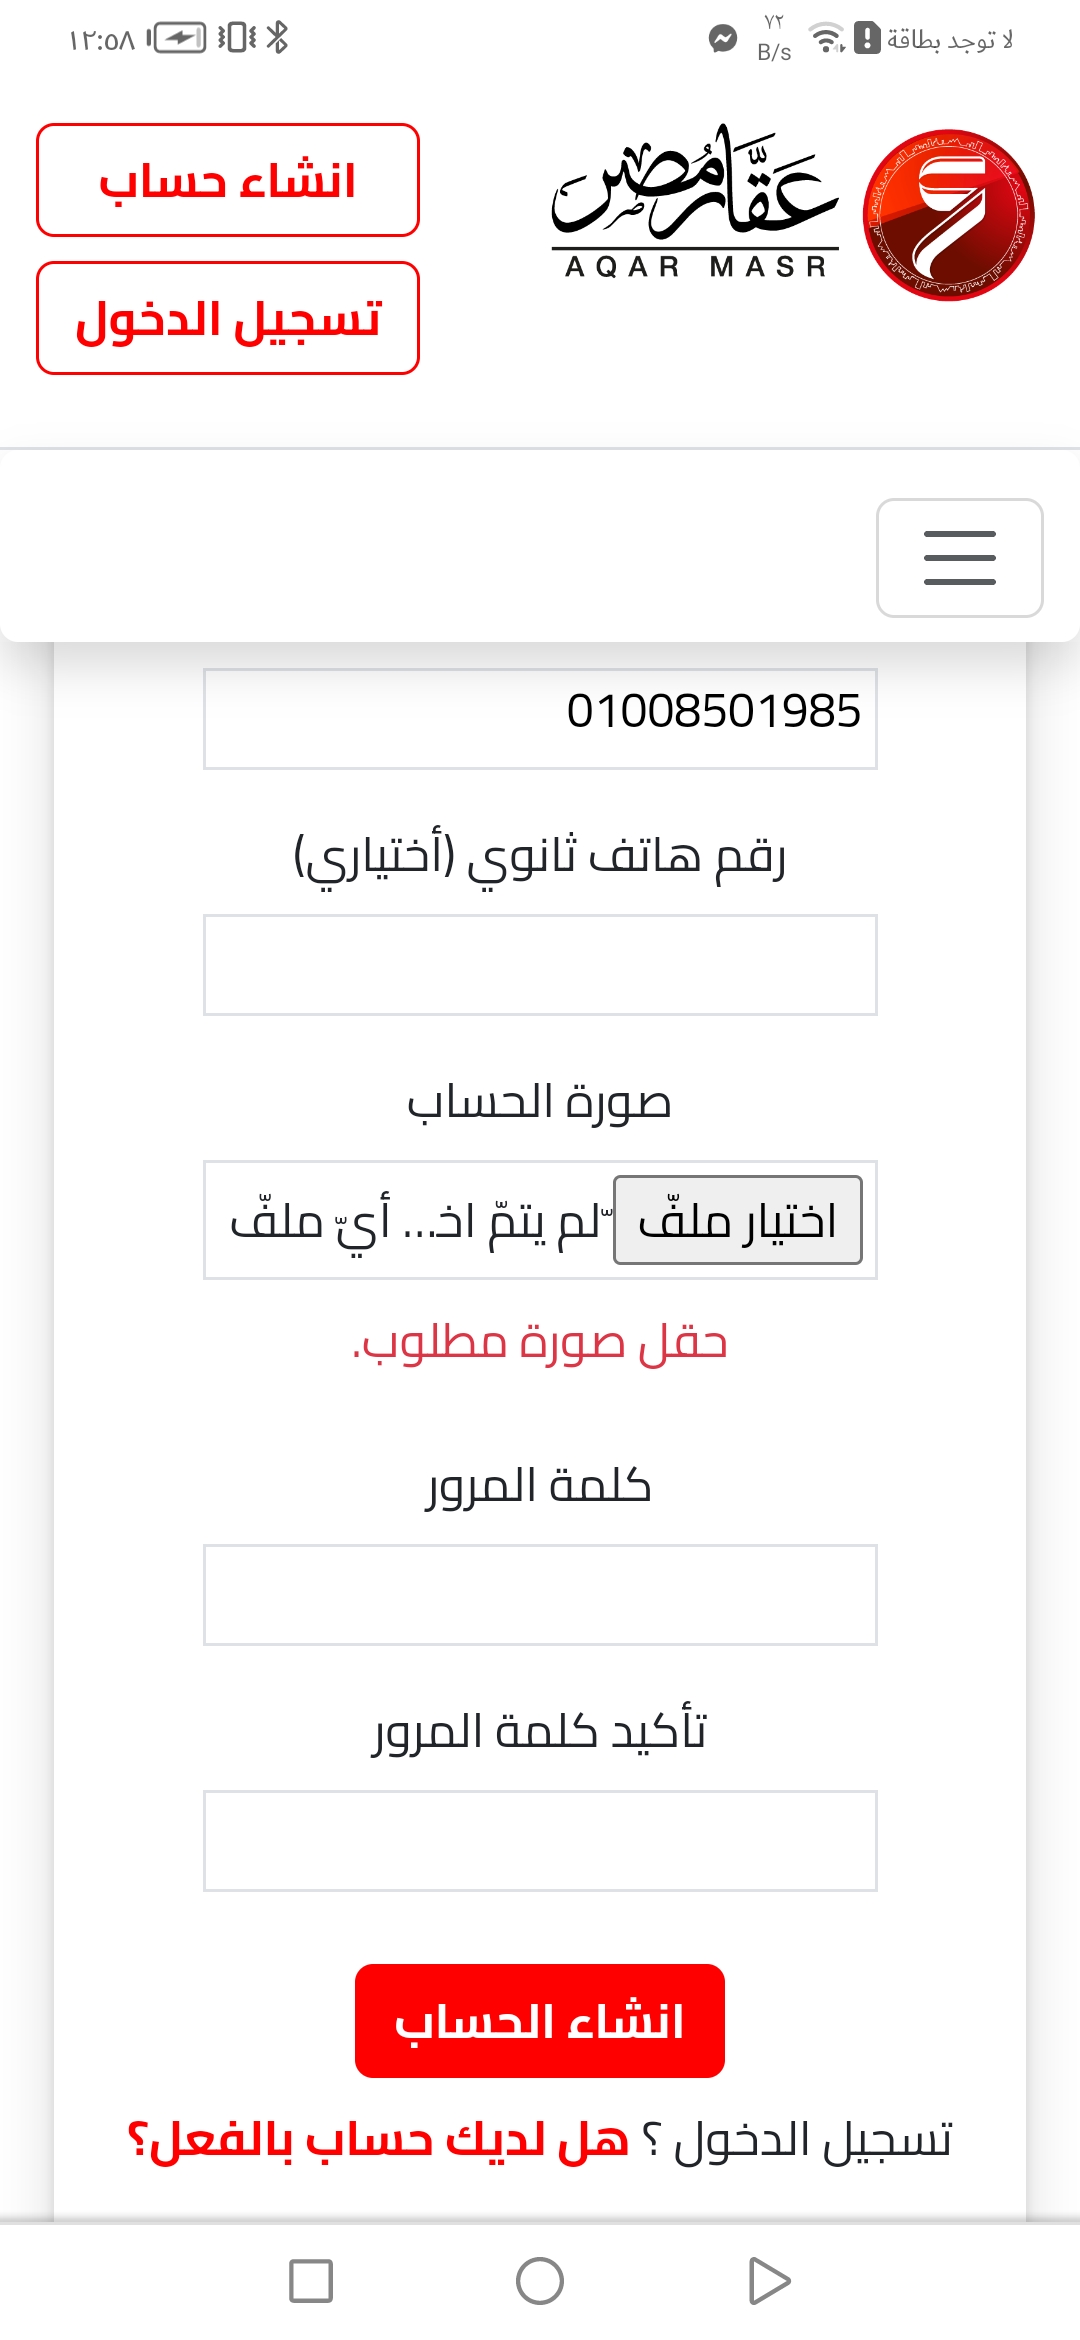 ١٢:٥٨
٧٢ B/s
لا توجد بطاقة
عقار مصر
AQAR MASR
انشاء حساب
تسجيل الدخول
01008501985
رقم هاتف ثانوي (أختياري)
صورة الحساب
اختيار ملفّ لم يتمّ اخـ... أيّ ملفّ
حقل صورة مطلوب.
كلمة المرور
تأكيد كلمة المرور
انشاء الحساب
تسجيل الدخول ؟ هل لديك حساب بالفعل؟